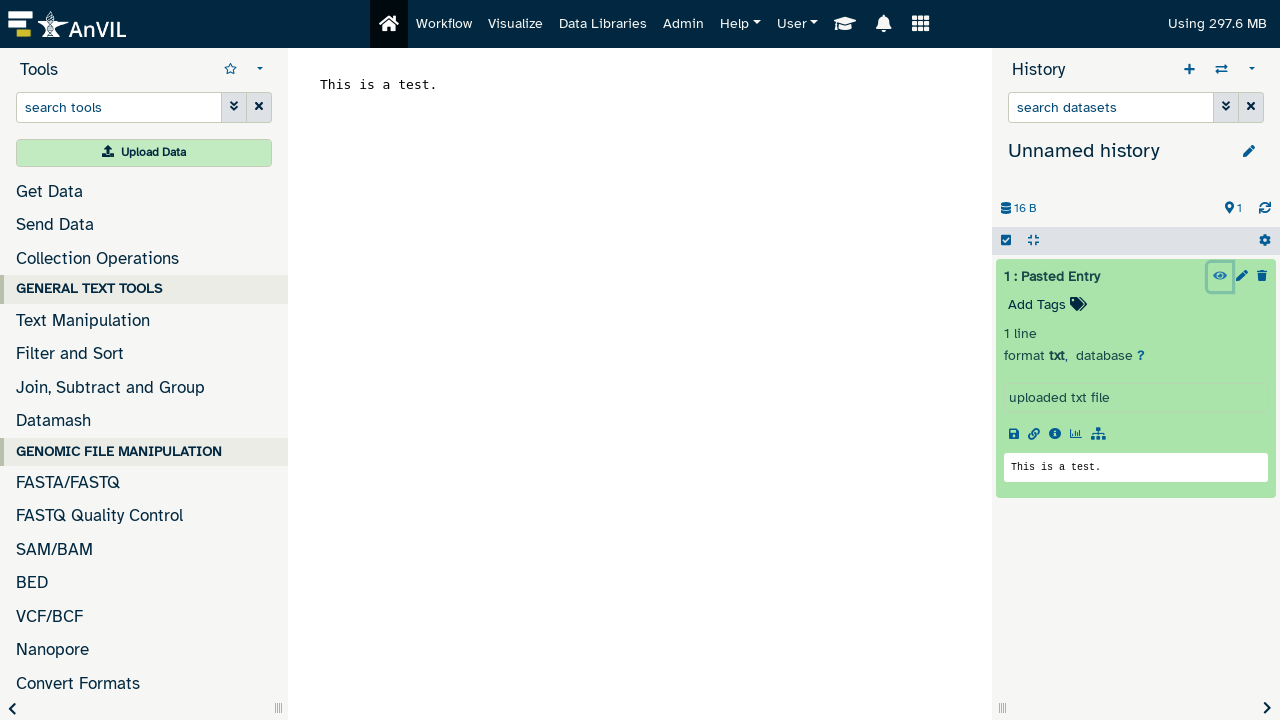 AnVIL
Workflow Visualize Data Libraries Admin Help User
Using 297.6 MB
Tools
search tools
Upload Data
Get Data
Send Data
Collection Operations
GENERAL TEXT TOOLS
Text Manipulation
Filter and Sort
Join, Subtract and Group
Datamash
GENOMIC FILE MANIPULATION
FASTA/FASTQ
FASTQ Quality Control
SAM/BAM
BED
VCF/BCF
Nanopore
Convert Formats
This is a test.
History
search datasets
Unnamed history
16 B 1
1 : Pasted Entry
Add Tags
1 line
format txt, database ?
uploaded txt file
This is a test.